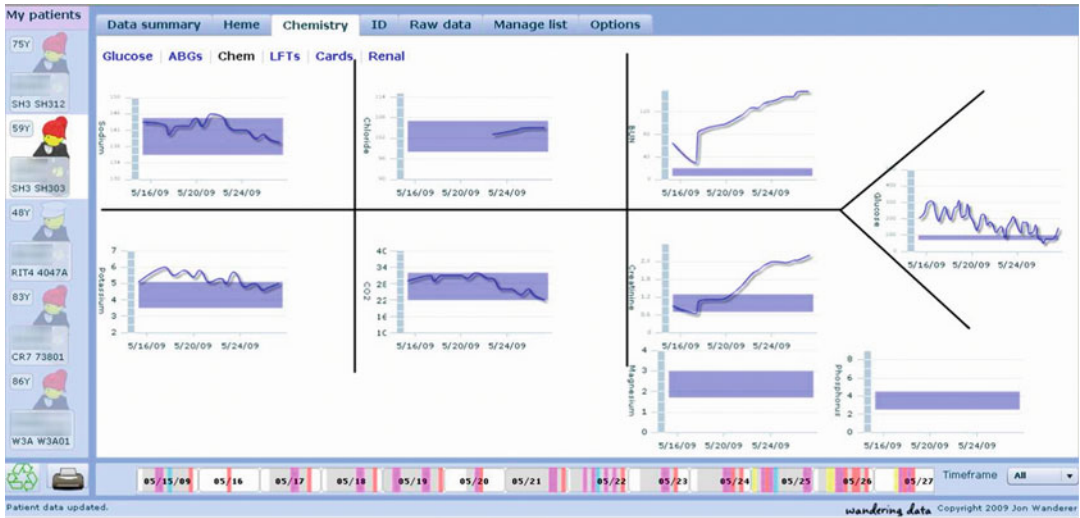 My patients
Data summary Heme Chemistry ID Raw data Manage list Options
Glucose ABGs Chem LFTs Cards Renal
75Y
SH3 SH312
59Y
SH3 SH303
48Y
RIT4 4047A
83Y
CR7 73801
86Y
W3A W3A01
Sodium
5/16/09 5/20/09 5/24/09
Chloride
5/16/09 5/20/09 5/24/09
BUN
5/16/09 5/20/09 5/24/09
Glucose
5/16/09 5/20/09 5/24/09
Potassium
7
6
5
4
3
2
5/16/09 5/20/09 5/24/09
CO2
34
28
22
16
5/16/09 5/20/09 5/24/09
Creatinine
2.4
1.8
1.2
0.6
0
5/16/09 5/20/09 5/24/09
Magnesium
4
3
2
1
0
5/16/09 5/20/09 5/24/09
Phosphorus
8
6
4
2
0
5/16/09 5/20/09 5/24/09
05/15/09 05/16 05/17 05/18 05/19 05/20 05/21 05/22 05/23 05/24 05/25 05/26 05/27
Timeframe All
Patient data updated.
wandering data Copyright 2009 Jon Wanderer